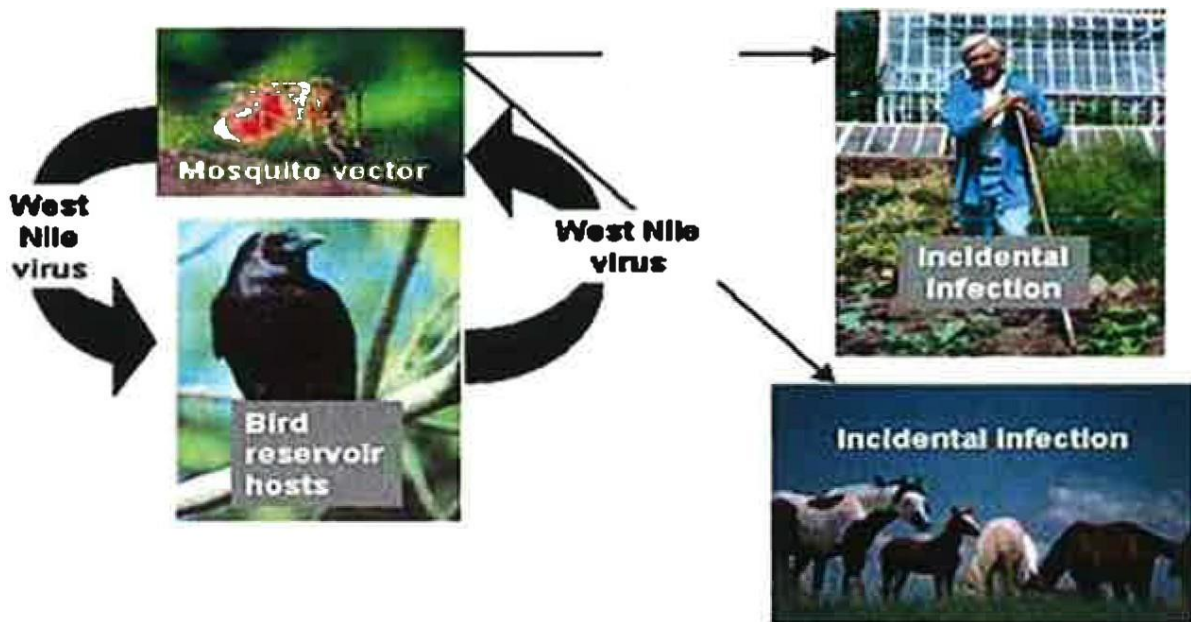 Mosquito vector
West
Nile
virus
West Nile
virus
Bird
reservoir
hosts
Incidental
Infection
Incidental Infection